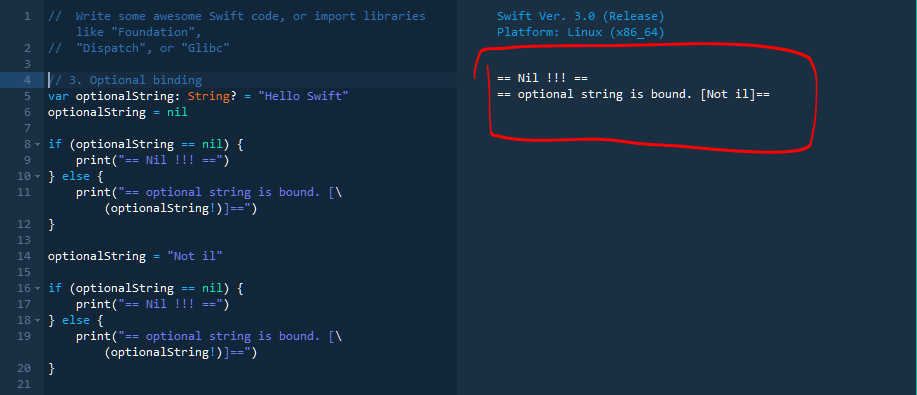 1 //  Write some awesome Swift code, or import libraries
like "Foundation",
2 //  "Dispatch", or "Glibc"
3
4 // 3. Optional binding
5 var optionalString: String? = "Hello Swift"
6 optionalString = nil
7
8 if (optionalString == nil) {
9 print("== Nil !!! ==")
10 } else {
11 print("== optional string is bound. [\
(optionalString!)]==")
12 }
13
14 optionalString = "Not il"
15
16 if (optionalString == nil) {
17 print("== Nil !!! ==")
18 } else {
19 print("== optional string is bound. [\
(optionalString!)]==")
20 }
21
Swift Ver. 3.0 (Release)
Platform: Linux (x86_64)
== Nil !!! ==
== optional string is bound. [Not il]==